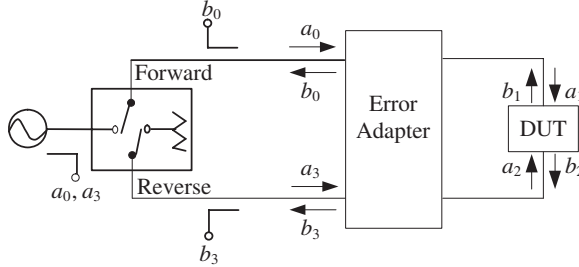 b₀
a₀
Forward
b₀
b₁
a₁
Error
Adapter
DUT
a₃
a₂
b₂
Reverse
a₀, a₃
b₃
b₃